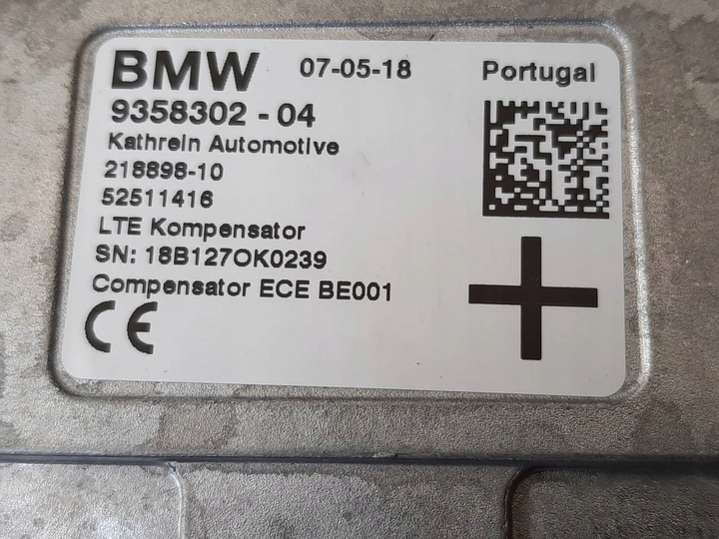 BMW 07-05-18 Portugal
9358302 - 04
Kathrein Automotive
218898-10
52511416
LTE Kompensator
SN: 18B127OK0239
Compensator ECE BE001
CE